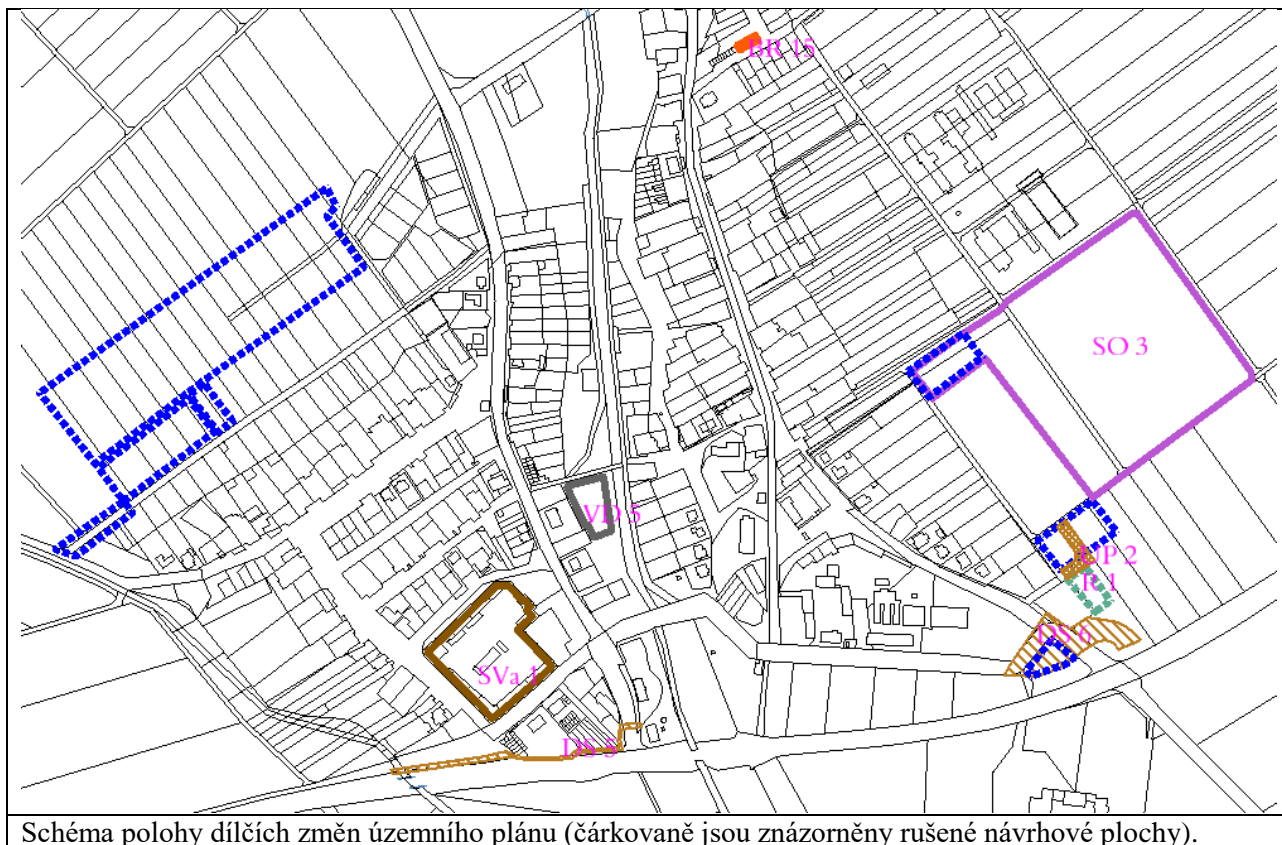 BR 15
SO 3
VD 5
UP 2
R 1
DS 6
SVa 1
DS 5
Schéma polohy dílčích změn územního plánu (čárkovaně jsou znázorněny rušené návrhové plochy).